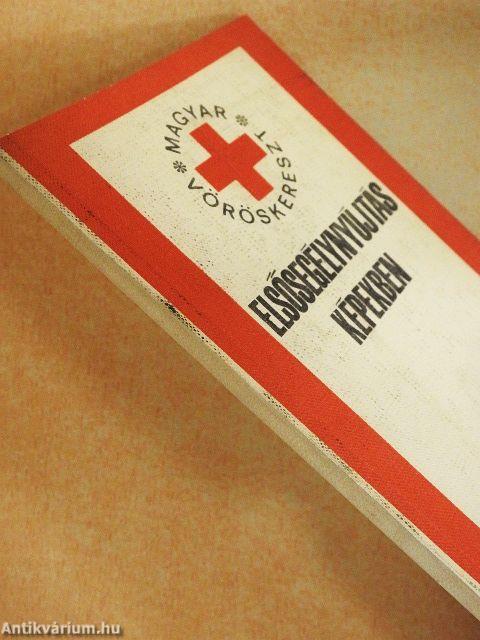 * MAGYAR *
VÖRÖSKERESZT
ELSŐSEGÉLYNYÚJTÁS
KÉPEKBEN
Antikvárium.hu